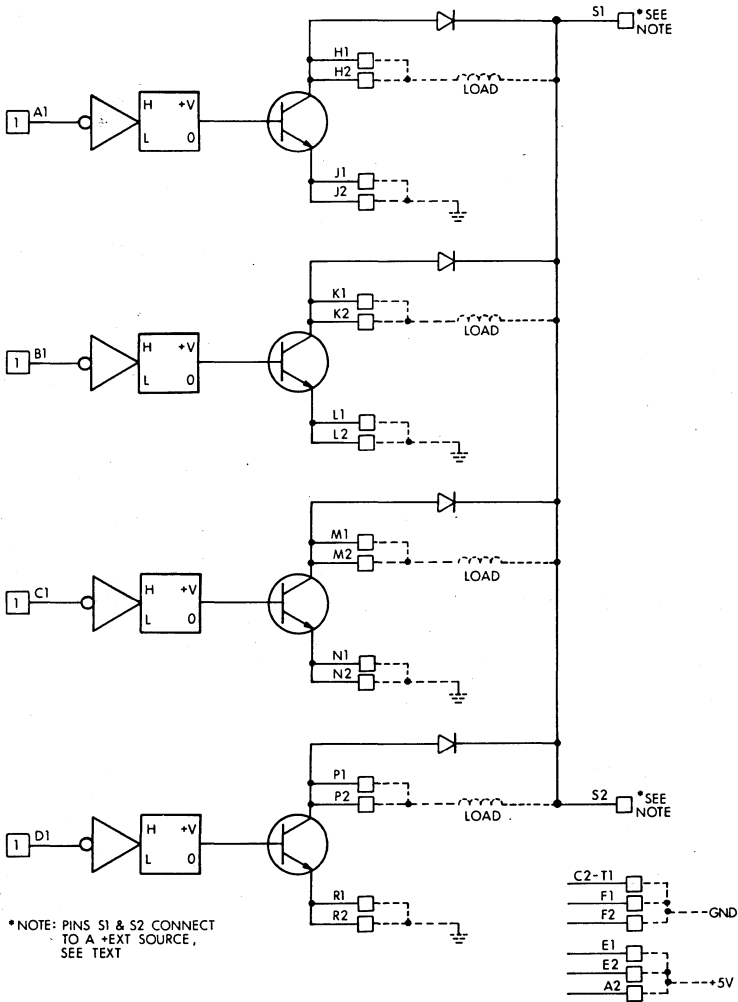 S1
*SEE
NOTE
H1
H2
LOAD
1
A1
H
+V
L
0
J1
J2
K1
K2
LOAD
1
B1
H
+V
L
0
L1
L2
M1
M2
LOAD
1
C1
H
+V
L
0
N1
N2
P1
P2
LOAD
S2
*SEE
NOTE
1
D1
H
+V
L
0
R1
R2
*NOTE: PINS S1 & S2 CONNECT
TO A +EXT SOURCE,
SEE TEXT
C2-T1
F1
F2
GND
E1
E2
A2
+5V